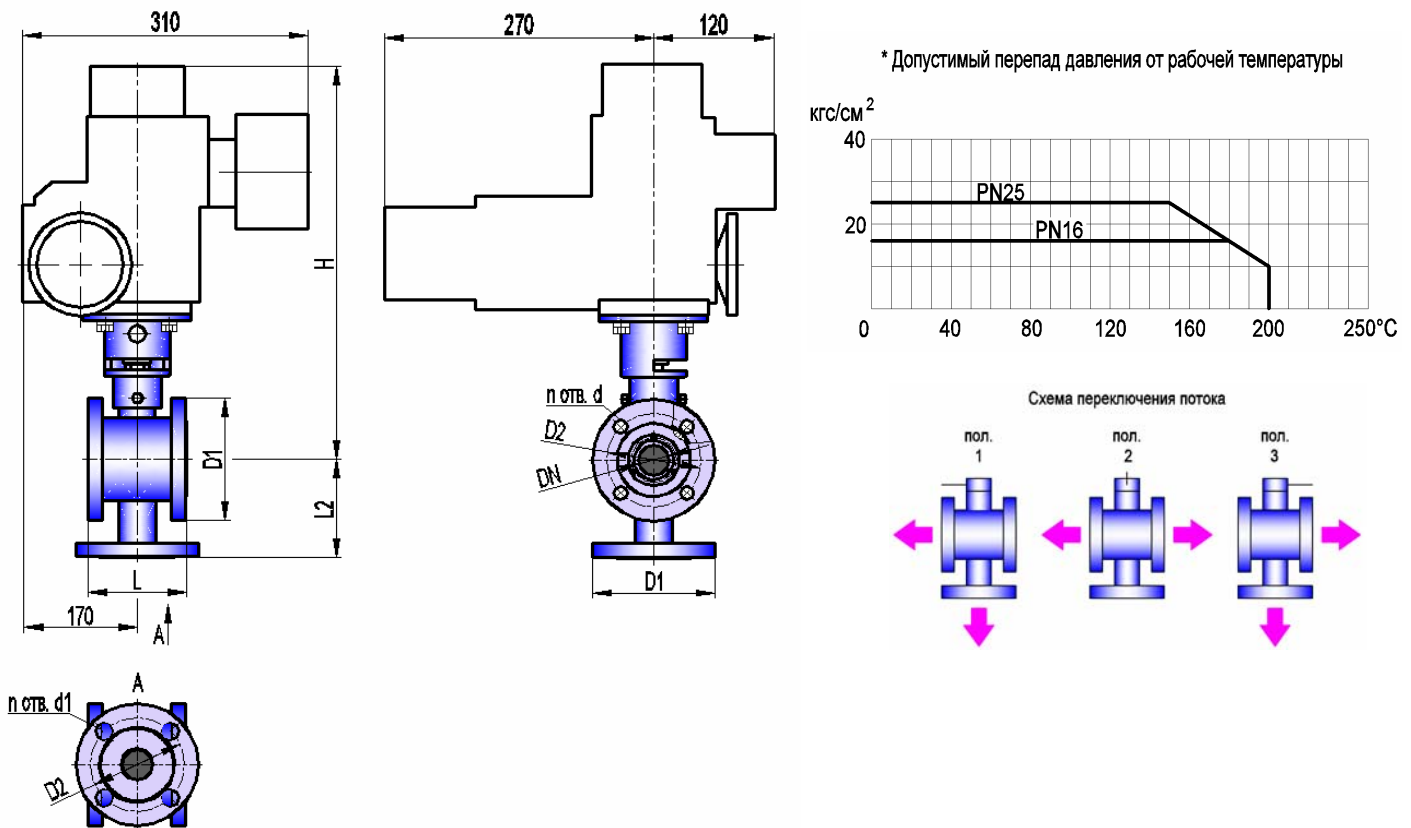 310
H
D1
L2
L
170
A
A
n отв. d1
D2
270
120
n отв. d
D2
DN
D1
* Допустимый перепад давления от рабочей температуры
кгс/см 2
40
20
PN25
PN16
0 40 80 120 160 200 250°C
Схема переключения потока
пол. пол. пол.
1 2 3